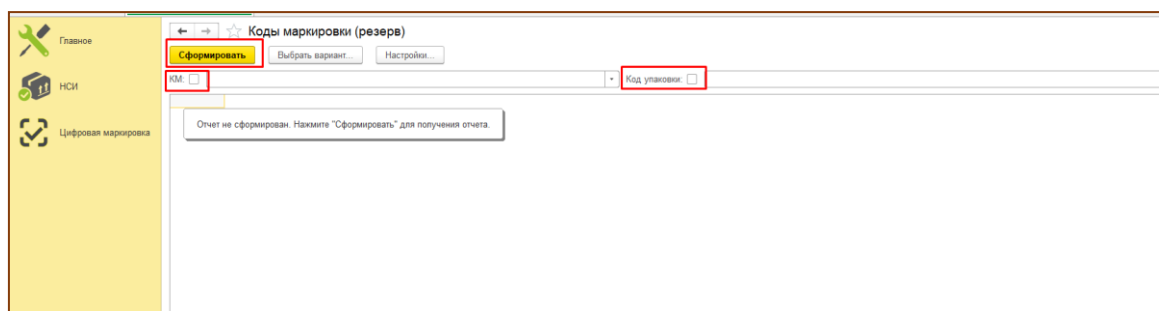 Главное
НСИ
Цифровая маркировка
Коды маркировки (резерв)
Сформировать
Выбрать вариант...
Настройки...
КМ:
Код упаковки:
Отчет не сформирован. Нажмите "Сформировать" для получения отчета.